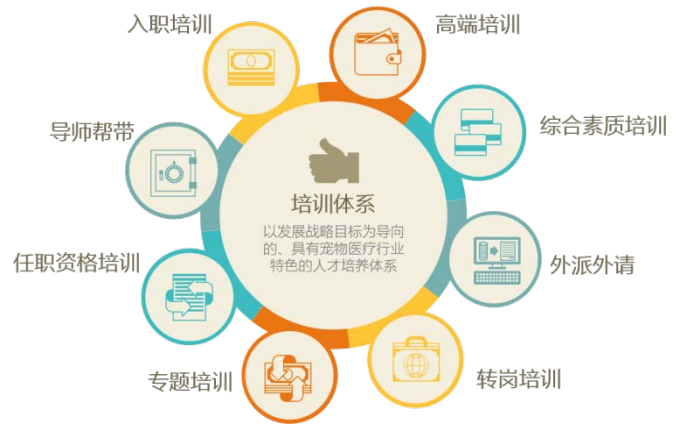 入职培训
高端培训
导师帮带
综合素质培训
培训体系
以发展战略目标为导向
的、具有宠物医疗行业
特色的人才培养体系
任职资格培训
外派外请
专题培训
转岗培训